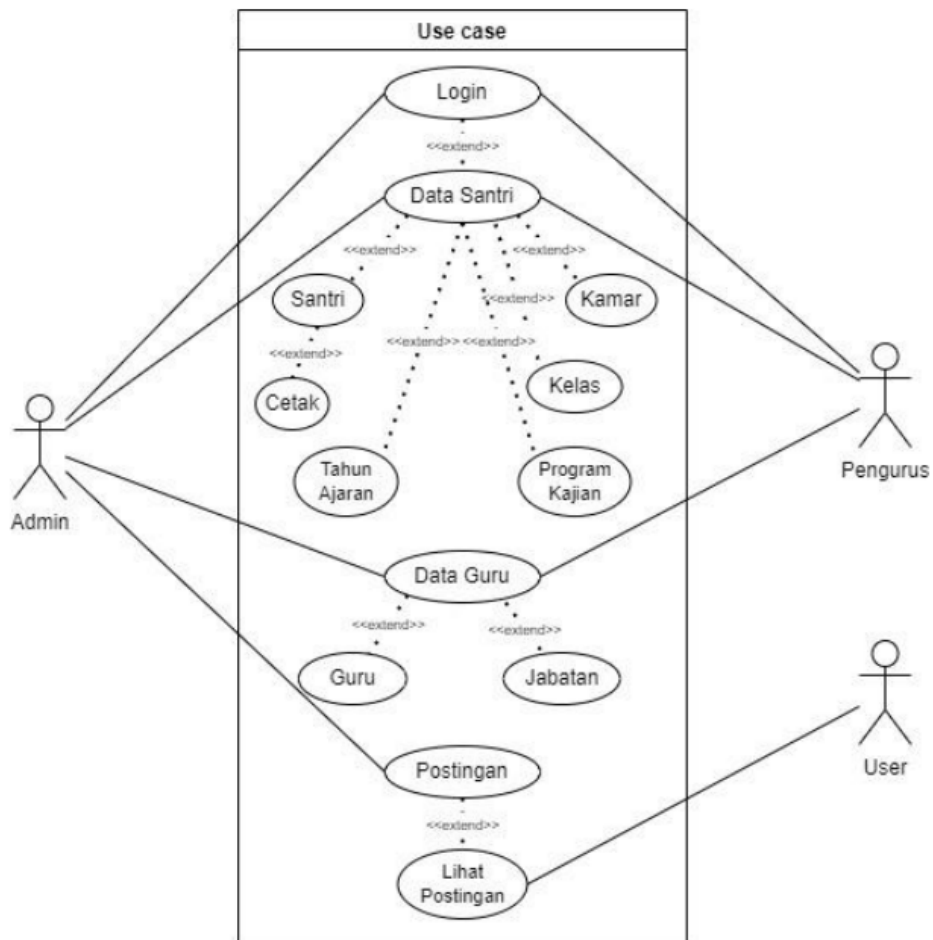 Use case
Login
<<extend>>
Data Santri
<<extend>>
<<extend>>
Santri
<<extend>>
Kamar
<<extend>>
<<extend>>
<<extend>>
Cetak
Kelas
Tahun
Ajaran
Program
Kajian
Admin
Pengurus
Data Guru
<<extend>>
<<extend>>
Guru
Jabatan
Postingan
User
<<extend>>
Lihat
Postingan